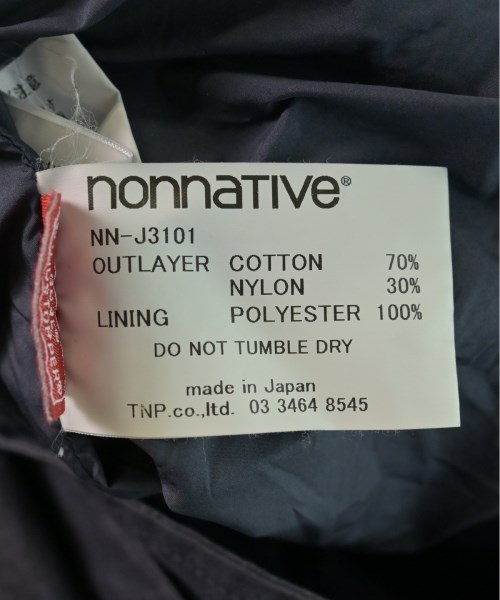 nonnative®
NN-J3101
OUTLAYER COTTON 70%
NYLON 30%
LINING POLYESTER 100%
DO NOT TUMBLE DRY
made in Japan
TNP.co.,ltd. 03 3464 8545